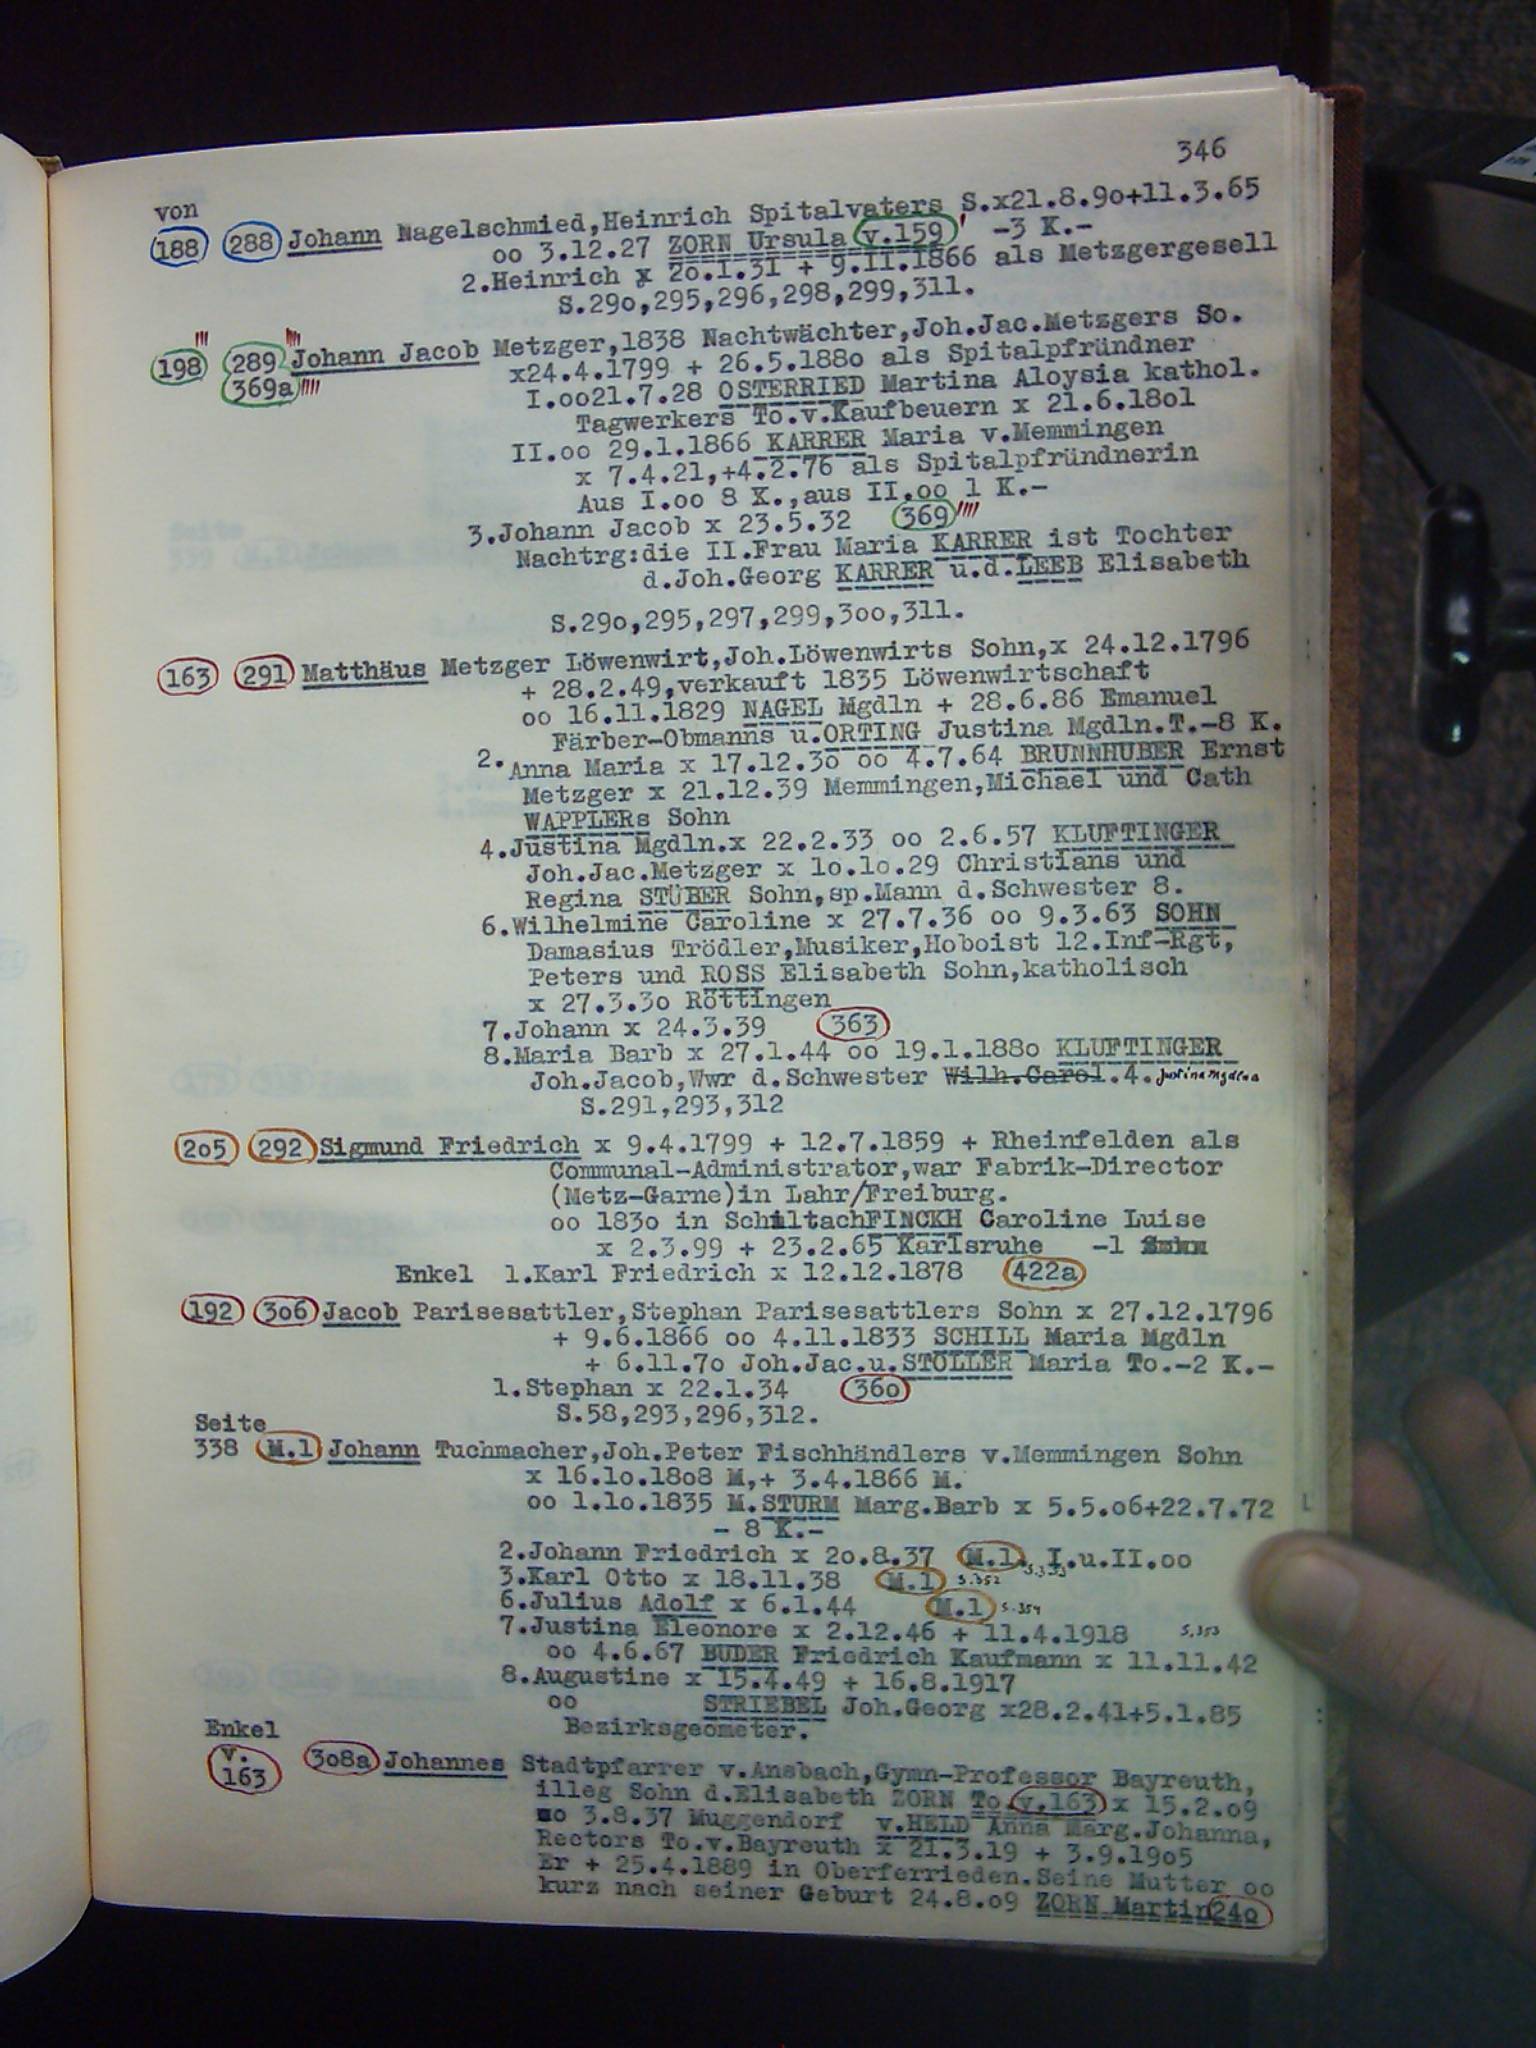 346
von
188 288 Johann Nagelschmied,Heinrich Spitalvaters S.x21.8.9o+11.3.65
oo 3.12.27 ZORN Ursula v.159 -3 K.-
2.Heinrich x 2o.1.31 + 9.11.1866 als Metzgergesell
S.29o,295,296,298,299,311.
198 289 Johann Jacob Metzger,1838 Nachtwächter,Joh.Jac.Metzgers So.
369a x24.4.1799 + 26.5.188o als Spitalpfründner
I.oo21.7.28 OSTERRIED Martina Aloysia kathol.
Tagwerkers To.v.Kaufbeuern x 21.6.18o1
II.oo 29.1.1866 KARRER Maria v.Memmingen
x 7.4.21,+4.2.76 als Spitalpfründnerin
Aus I.oo 8 K.,aus II.oo 1 K.-
3.Johann Jacob x 23.5.32 369
Nachtrg:die II.Frau Maria KARRER ist Tochter
d.Joh.Georg KARRER u.d.LEEB Elisabeth
S.29o,295,297,299,3oo,311.
163 291 Matthäus Metzger Löwenwirt,Joh.Löwenwirts Sohn,x 24.12.1796
+ 28.2.49,verkauft 1835 Löwenwirtschaft
oo 16.11.1829 NAGEL Mgdln + 28.6.86 Emanuel
Färber-Obmanns u.ORTING Justina Mgdln.T.-8 K.
2.Anna Maria x 17.12.3o oo 4.7.64 BRUNNHUBER Ernst
Metzger x 21.12.39 Memmingen,Michael und Cath
WAPPLERs Sohn
4.Justina Mgdln.x 22.2.33 oo 2.6.57 KLUFTINGER
Joh.Jac.Metzger x 1o.1o.29 Christians und
Regina STÜBER Sohn,sp.Mann d.Schwester 8.
6.Wilhelmine Caroline x 27.7.36 oo 9.3.63 SOHN
Damasius Trödler,Musiker,Hoboist 12.Inf-Rgt,
Peters und ROSS Elisabeth Sohn,katholisch
x 27.3.3o Röttingen
7.Johann x 24.3.39 363
8.Maria Barb x 27.1.44 oo 19.1.188o KLUFTINGER
Joh.Jacob,Wwr d.Schwester Wilh.Carol.4. Justina Mgdlna
S.291,293,312
2o5 292 Sigmund Friedrich x 9.4.1799 + 12.7.1859 + Rheinfelden als
Communal-Administrator,war Fabrik-Director
(Metz-Garne)in Lahr/Freiburg.
oo 183o in SchiltachFINCKH Caroline Luise
x 2.3.99 + 23.2.65 Karlsruhe -1
Enkel 1.Karl Friedrich x 12.12.1878 422a
192 3o6 Jacob Parisesattler,Stephan Parisesattlers Sohn x 27.12.1796
+ 9.6.1866 oo 4.11.1833 SCHILL Maria Mgdln
+ 6.11.7o Joh.Jac.u.STOLLER Maria To.-2 K.-
1.Stephan x 22.1.34 36o
S.58,293,296,312.
Seite
338 M.1 Johann Tuchmacher,Joh.Peter Fischhändlers v.Memmingen Sohn
x 16.1o.18o8 M,+ 3.4.1866 M.
oo 1.1o.1835 M.STURM Marg.Barb x 5.5.o6+22.7.72
- 8 K.-
2.Johann Friedrich x 2o.8.37 M.1. I.u.II.oo
3.Karl Otto x 18.11.38 M.1 S.352
6.Julius Adolf x 6.1.44 M.1 S.354
7.Justina Eleonore x 2.12.46 + 11.4.1918 S.353
oo 4.6.67 BUDER Friedrich Kaufmann x 11.11.42
8.Augustine x 15.4.49 + 16.8.1917
oo STRIEBEL Joh.Georg x28.2.41+5.1.85
Bezirksgeometer.
Enkel
v.
163 3o8a Johannes Stadtpfarrer v.Ansbach,Gymn-Professor Bayreuth,
illeg Sohn d.Elisabeth ZORN To.v.163 x 15.2.o9
oo 3.8.37 Muggendorf v.HELD Anna Marg.Johanna,
Rectors To.v.Bayreuth x 21.3.19 + 3.9.19o5
Er + 25.4.1889 in Oberferrieden.Seine Mutter oo
kurz nach seiner Geburt 24.8.o9 ZORN Martin24o